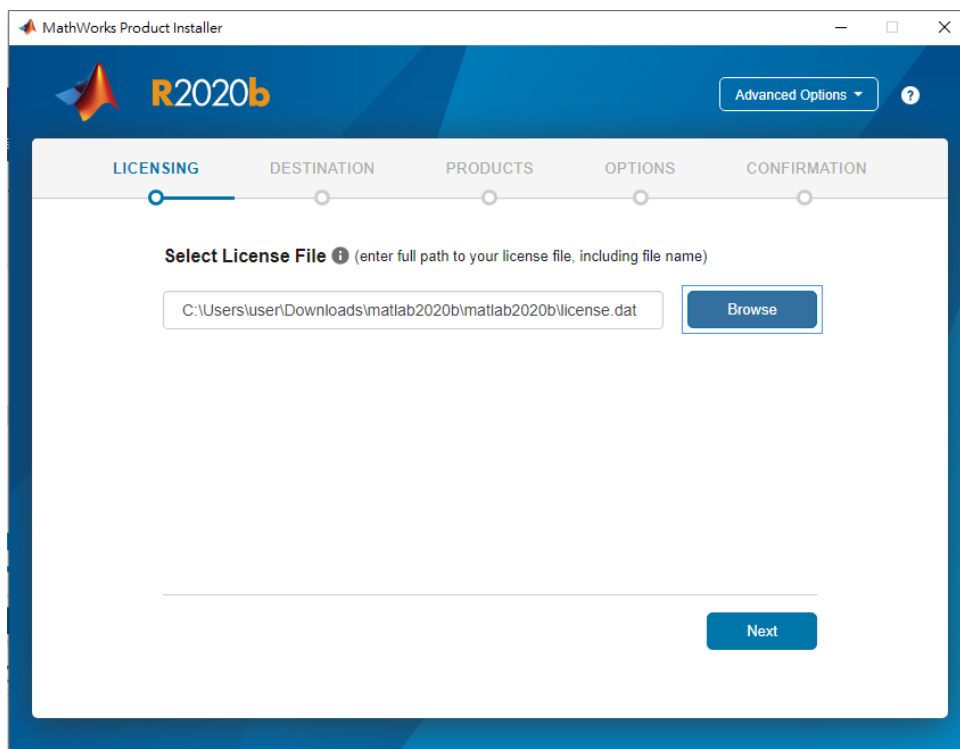 MathWorks Product Installer
R2020b
Advanced Options
?
LICENSING DESTINATION PRODUCTS OPTIONS CONFIRMATION
Select License File i (enter full path to your license file, including file name)
C:\Users\user\Downloads\matlab2020b\matlab2020b\license.dat Browse
Next